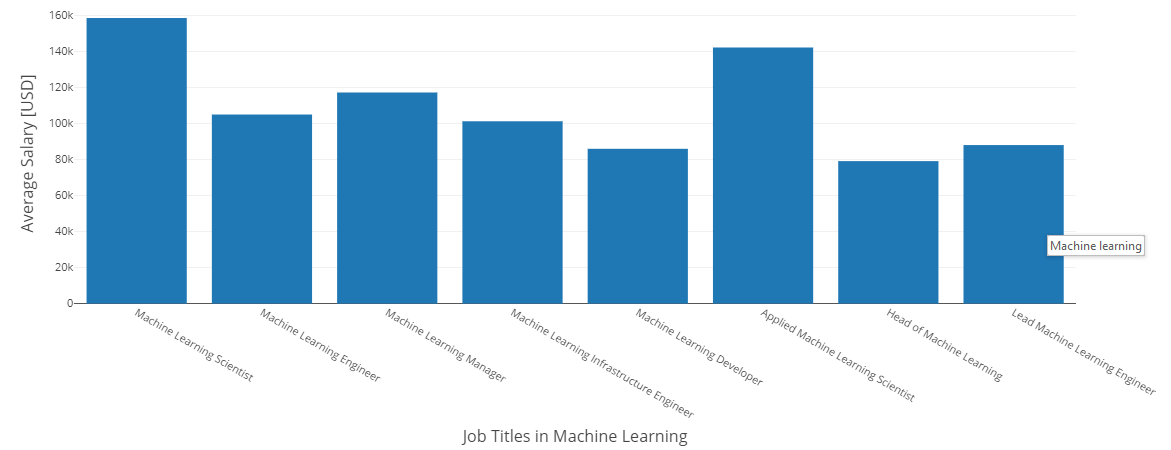 160k
140k
120k
100k
80k
60k
40k
20k
0
Average Salary [USD]
Machine Learning Scientist
Machine Learning Engineer
Machine Learning Manager
Machine Learning Infrastructure Engineer
Machine Learning Developer
Applied Machine Learning Scientist
Head of Machine Learning
Lead Machine Learning Engineer
Machine learning
Job Titles in Machine Learning